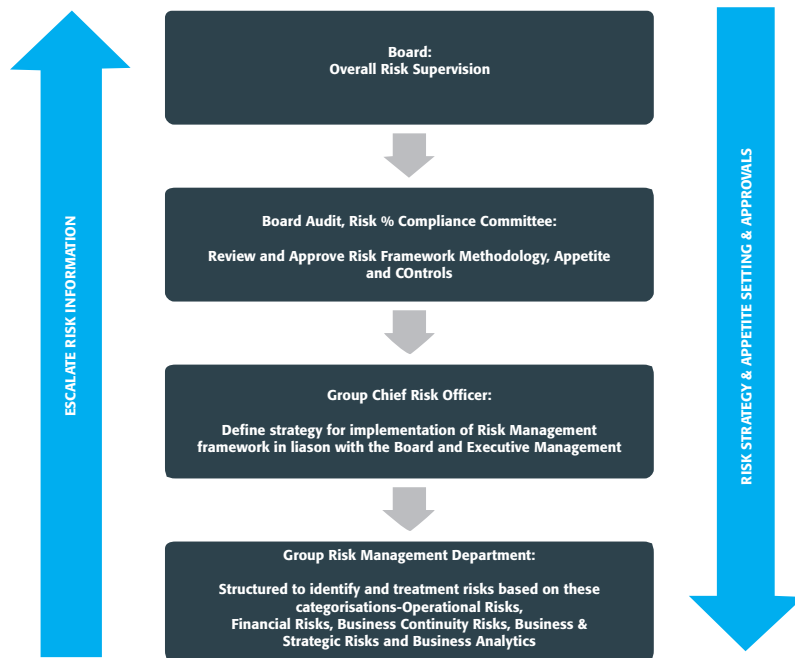 Board:
Overall Risk Supervision
Board Audit, Risk % Compliance Committee:
Review and Approve Risk Framework Methodology, Appetite
and COntrols
Group Chief Risk Officer:
Define strategy for implementation of Risk Management
framework in liason with the Board and Executive Management
Group Risk Management Department:
Structured to identify and treatment risks based on these
categorisations-Operational Risks,
Financial Risks, Business Continuity Risks, Business &
Strategic Risks and Business Analytics
ESCALATE RISK INFORMATION
RISK STRATEGY & APPETITE SETTING & APPROVALS